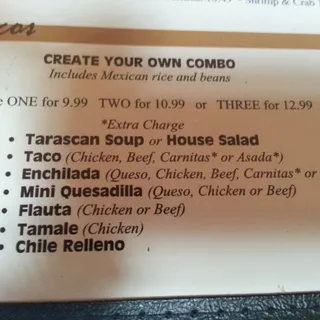 Shrimp & Crab
CREATE YOUR OWN COMBO
Includes Mexican rice and beans
ONE for 9.99 TWO for 10.99 or THREE for 12.99
*Extra Charge
• Tarascan Soup or House Salad
• Taco (Chicken, Beef, Carnitas* or Asada*)
• Enchilada (Queso, Chicken, Beef, Carnitas* or
• Mini Quesadilla (Queso, Chicken or Beef)
• Flauta (Chicken or Beef)
• Tamale (Chicken)
• Chile Relleno